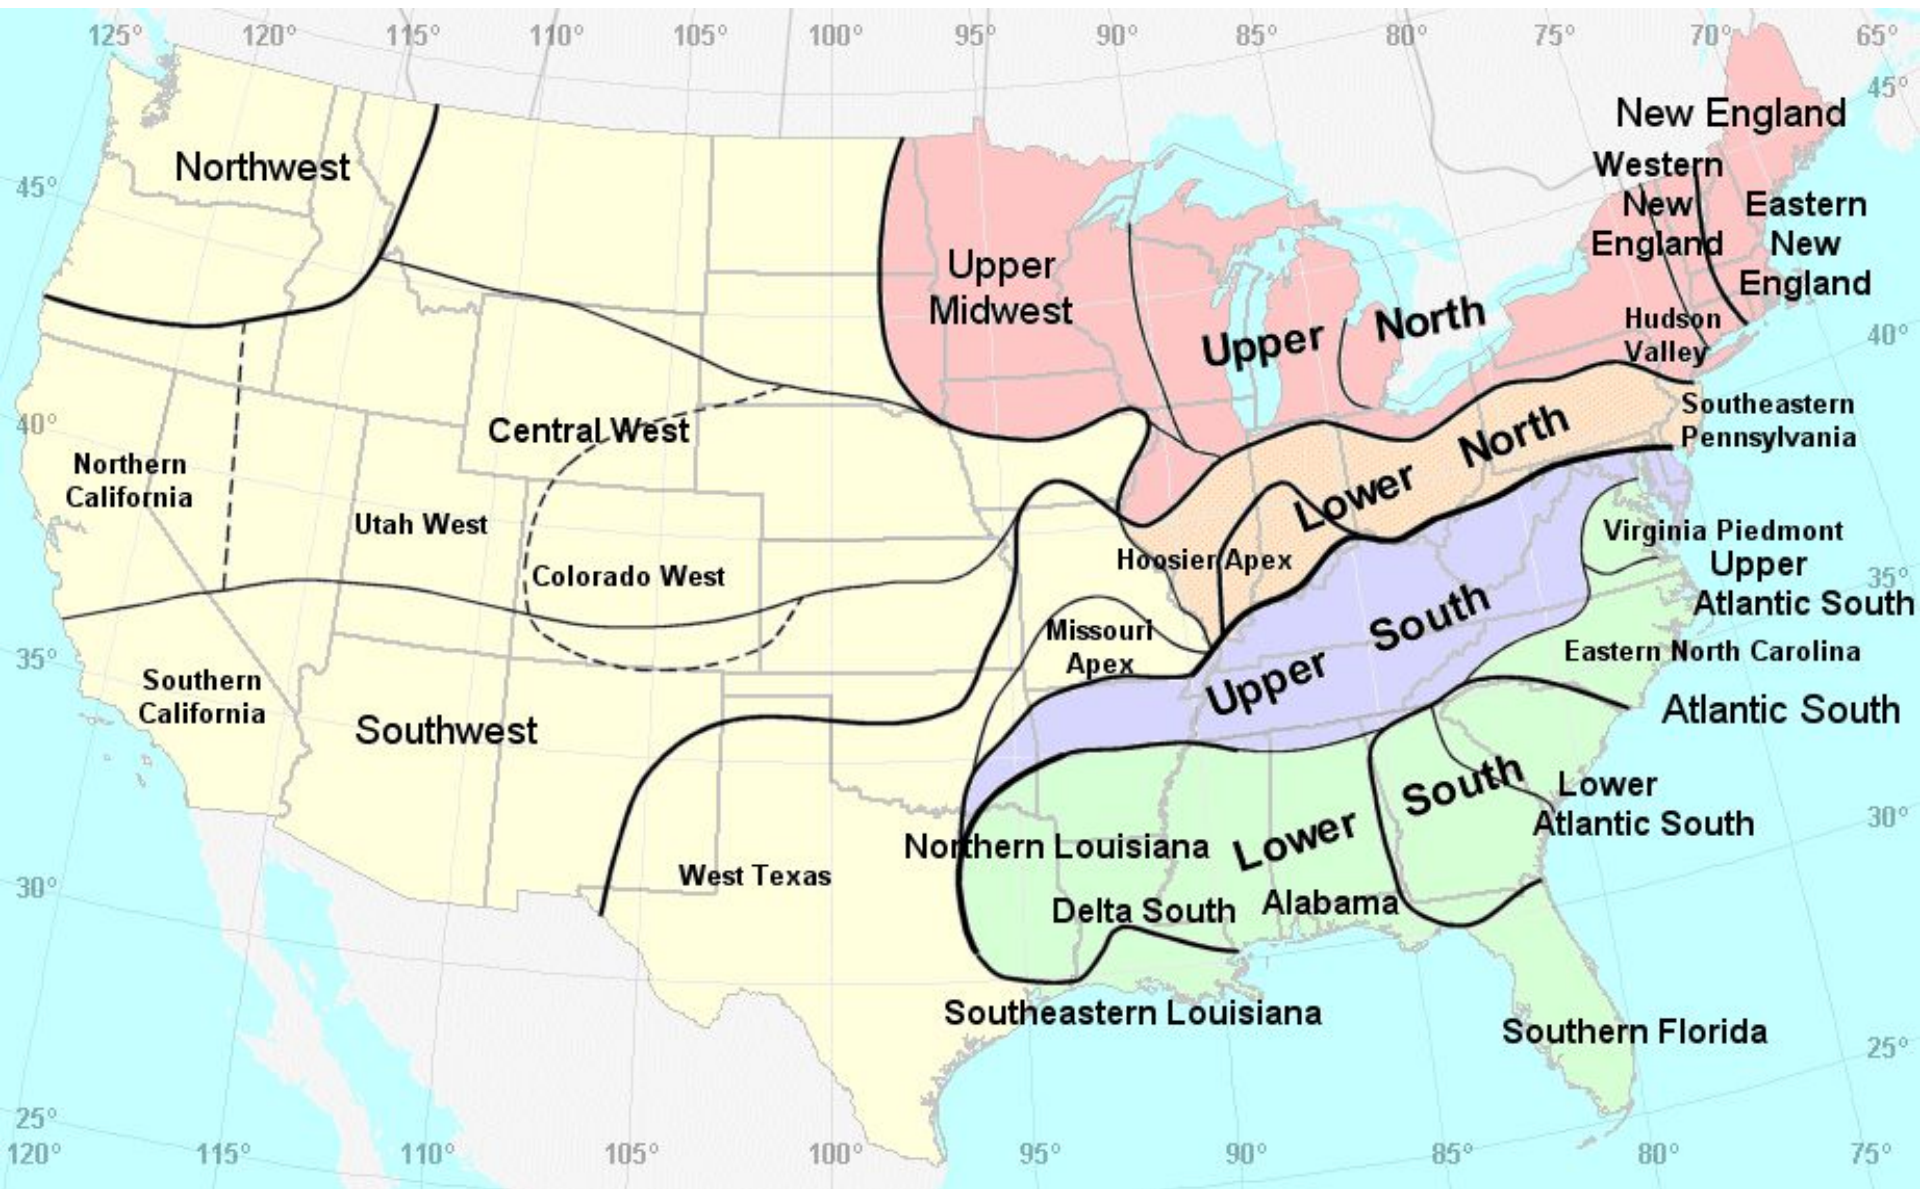 125°
120°
115°
110°
105°
100°
95°
90°
85°
80°
75°
70°
65°
45°
New England
Northwest
Western
New
England
45°
Eastern
New
England
Upper
Midwest
Upper North
Hudson
Valley
40°
Southeastern
Pennsylvania
40°
Central West
Lower North
Northern
California
Utah West
Virginia Piedmont
Hoosier Apex
Colorado West
Upper
Atlantic South
35°
Missouri
Apex
Upper South
Eastern North Carolina
35°
Southern
California
Atlantic South
Southwest
Lower South
Lower
Atlantic South
30°
Northern Louisiana
West Texas
30°
Delta South
Alabama
Southeastern Louisiana
Southern Florida
25°
25°
120°
115°
110°
105°
100°
95°
90°
85°
80°
75°